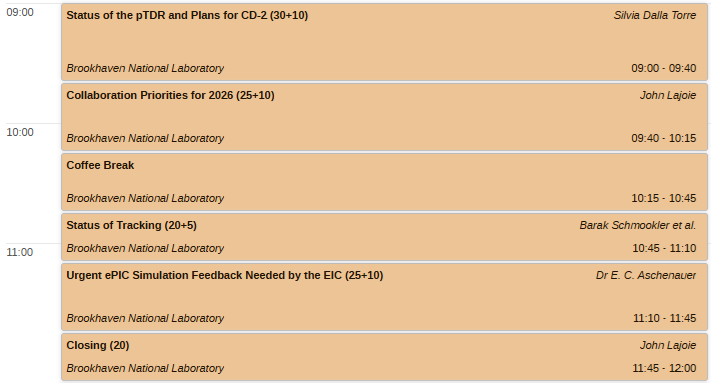 09:00
Status of the pTDR and Plans for CD-2 (30+10) Silvia Dalla Torre
Brookhaven National Laboratory 09:00 - 09:40
Collaboration Priorities for 2026 (25+10) John Lajoie
10:00
Brookhaven National Laboratory 09:40 - 10:15
Coffee Break
Brookhaven National Laboratory 10:15 - 10:45
Status of Tracking (20+5) Barak Schmookler et al.
Brookhaven National Laboratory 10:45 - 11:10
11:00
Urgent ePIC Simulation Feedback Needed by the EIC (25+10) Dr E. C. Aschenauer
Brookhaven National Laboratory 11:10 - 11:45
Closing (20) John Lajoie
Brookhaven National Laboratory 11:45 - 12:00